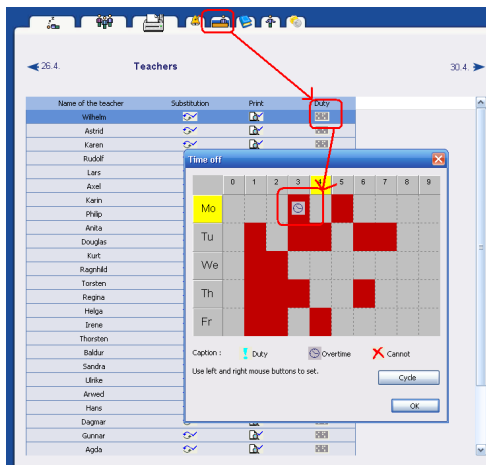 26.4. Teachers 30.4.
Name of the teacher Substitution Print Duty
Wilhelm
Astrid
Karen
Rudolf
Lars
Axel
Karin
Philip
Anita
Douglas
Kurt
Ragnhild
Torsten
Regina
Helga
Irene
Thorsten
Baldur
Sandra
Ulrike
Arwed
Hans
Dagmar
Gunnar
Agda
Time off
0 1 2 3 4 5 6 7 8 9
Mo
Tu
We
Th
Fr
Caption : Duty Overtime Cannot
Use left and right mouse buttons to set.
Cycle
OK